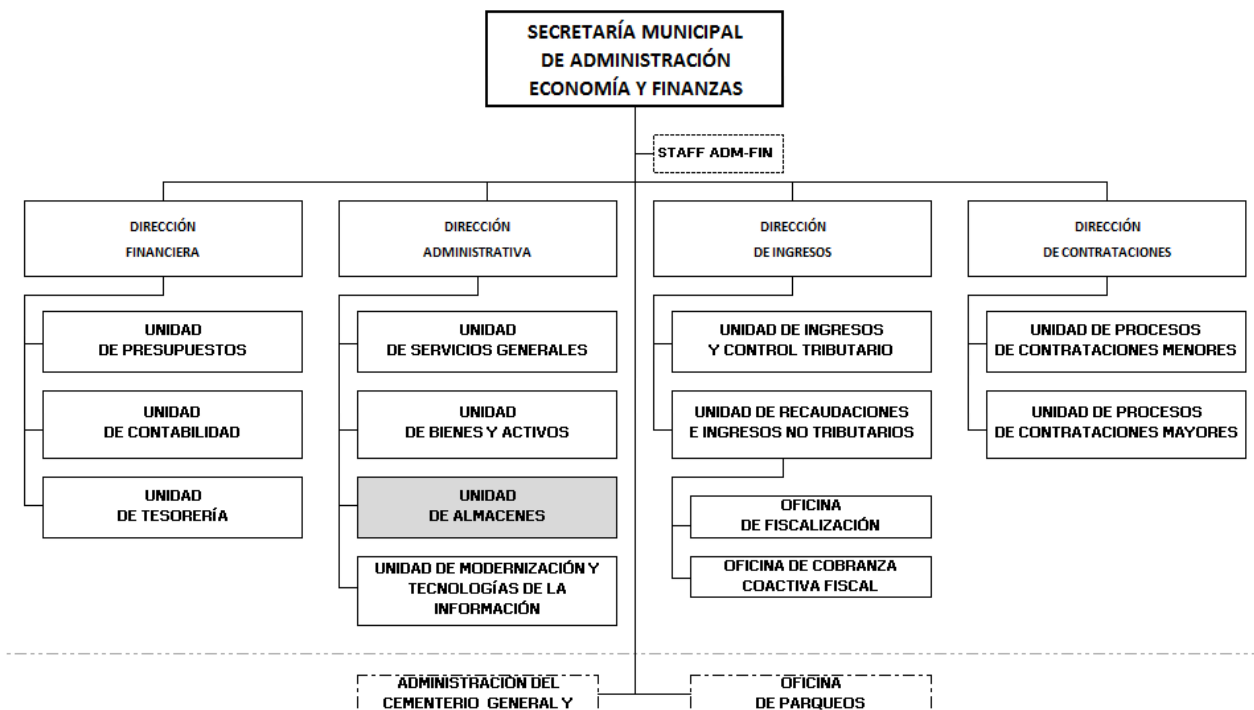 SECRETARÍA MUNICIPAL
DE ADMINISTRACIÓN
ECONOMÍA Y FINANZAS
STAFF ADM-FIN
DIRECCIÓN
FINANCIERA
DIRECCIÓN
ADMINISTRATIVA
DIRECCIÓN
DE INGRESOS
DIRECCIÓN
DE CONTRATACIONES
UNIDAD
DE PRESUPUESTOS
UNIDAD
DE SERVICIOS GENERALES
UNIDAD DE INGRESOS
Y CONTROL TRIBUTARIO
UNIDAD DE PROCESOS
DE CONTRATACIONES MENORES
UNIDAD
DE CONTABILIDAD
UNIDAD
DE BIENES Y ACTIVOS
UNIDAD DE RECAUDACIONES
E INGRESOS NO TRIBUTARIOS
UNIDAD DE PROCESOS
DE CONTRATACIONES MAYORES
UNIDAD
DE TESORERÍA
UNIDAD
DE ALMACENES
OFICINA
DE FISCALIZACIÓN
UNIDAD DE MODERNIZACIÓN Y
TECNOLOGÍAS DE LA
INFORMACIÓN
OFICINA DE COBRANZA
COACTIVA FISCAL
ADMINISTRACIÓN DEL
CEMENTERIO GENERAL Y
OFICINA
DE PARQUEOS